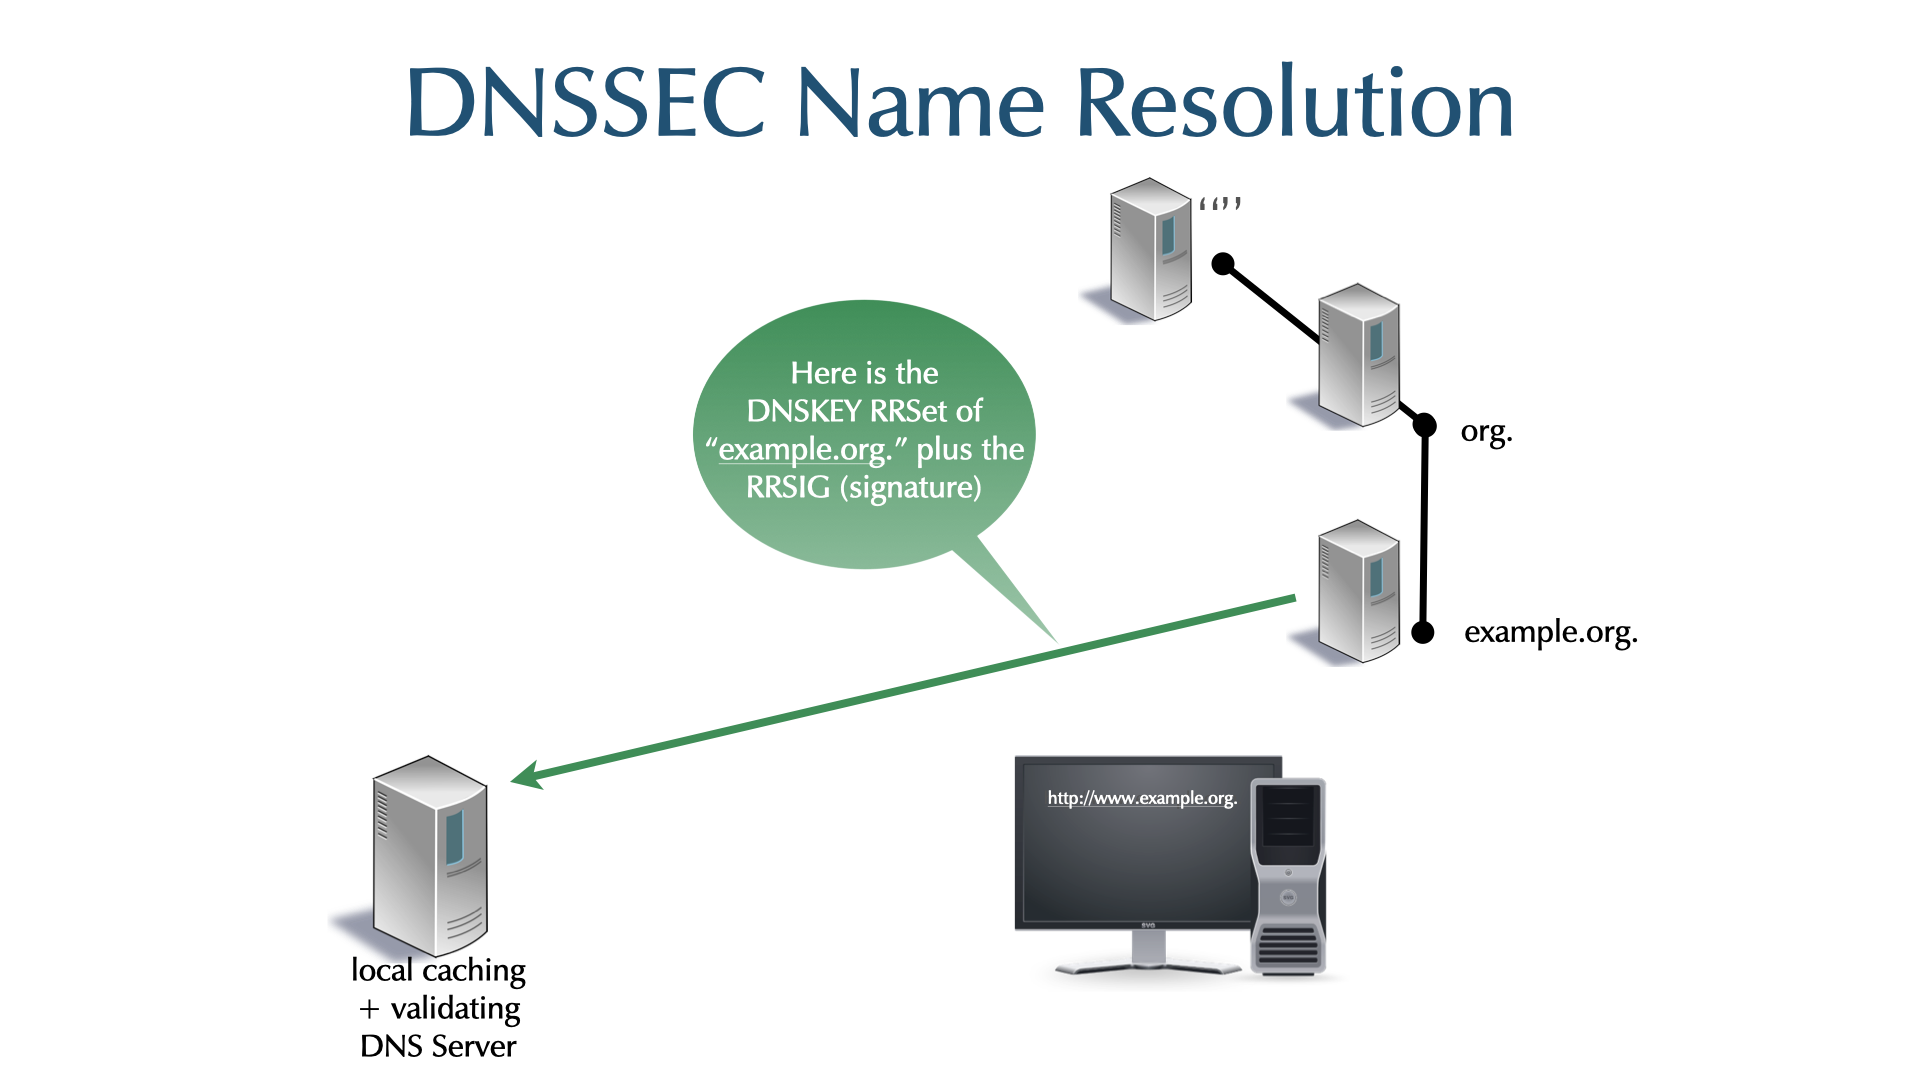 DNSSEC Name Resolution
“”
Here is the
DNSKEY RRSet of
“example.org.” plus the
RRSIG (signature)
org.
example.org.
http://www.example.org.
SVG
SVG
local caching
+ validating
DNS Server